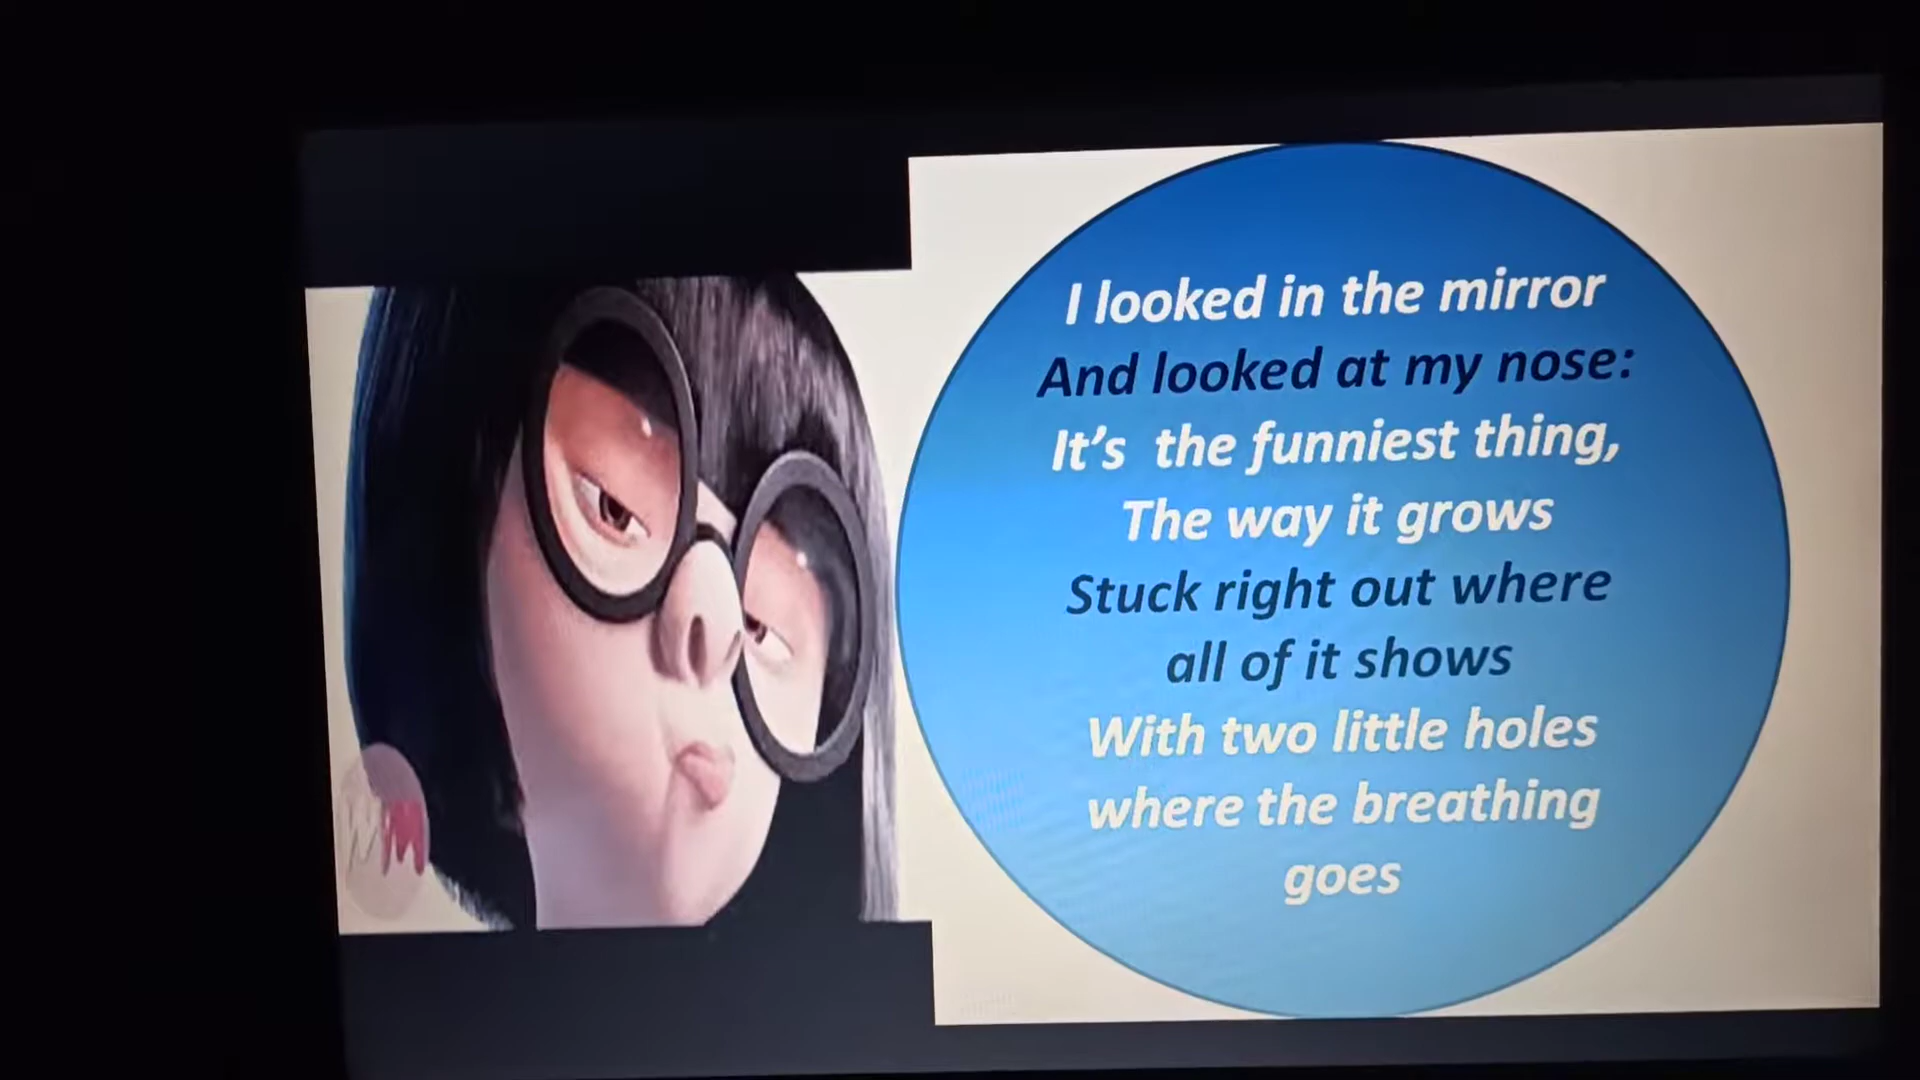 I looked in the mirror
And looked at my nose:
It's the funniest thing,
The way it grows
Stuck right out where
all of it shows
With two little holes
where the breathing
goes